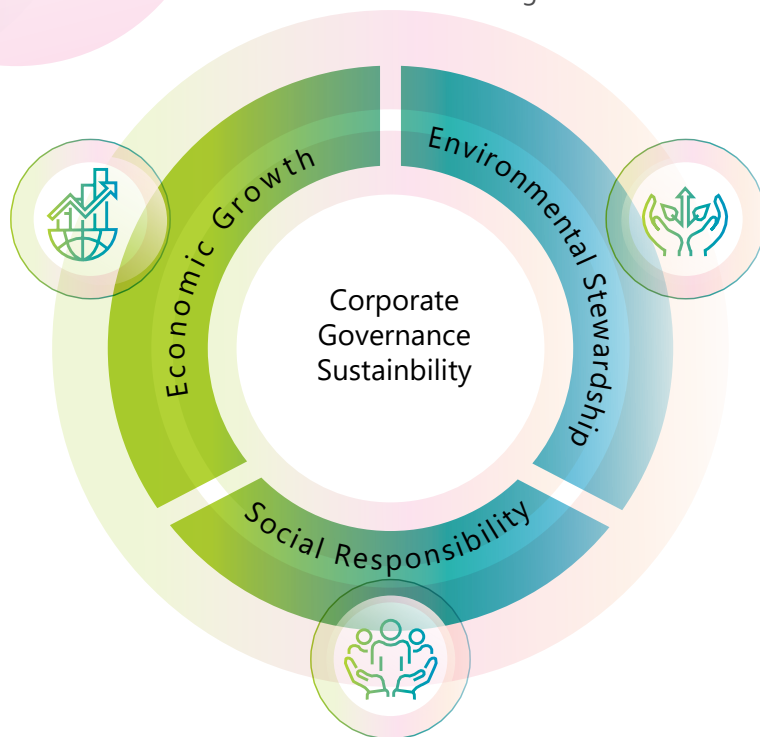 Economic Growth
Environmental Stewardship
Corporate
Governance
Sustainbility
Social Responsibility